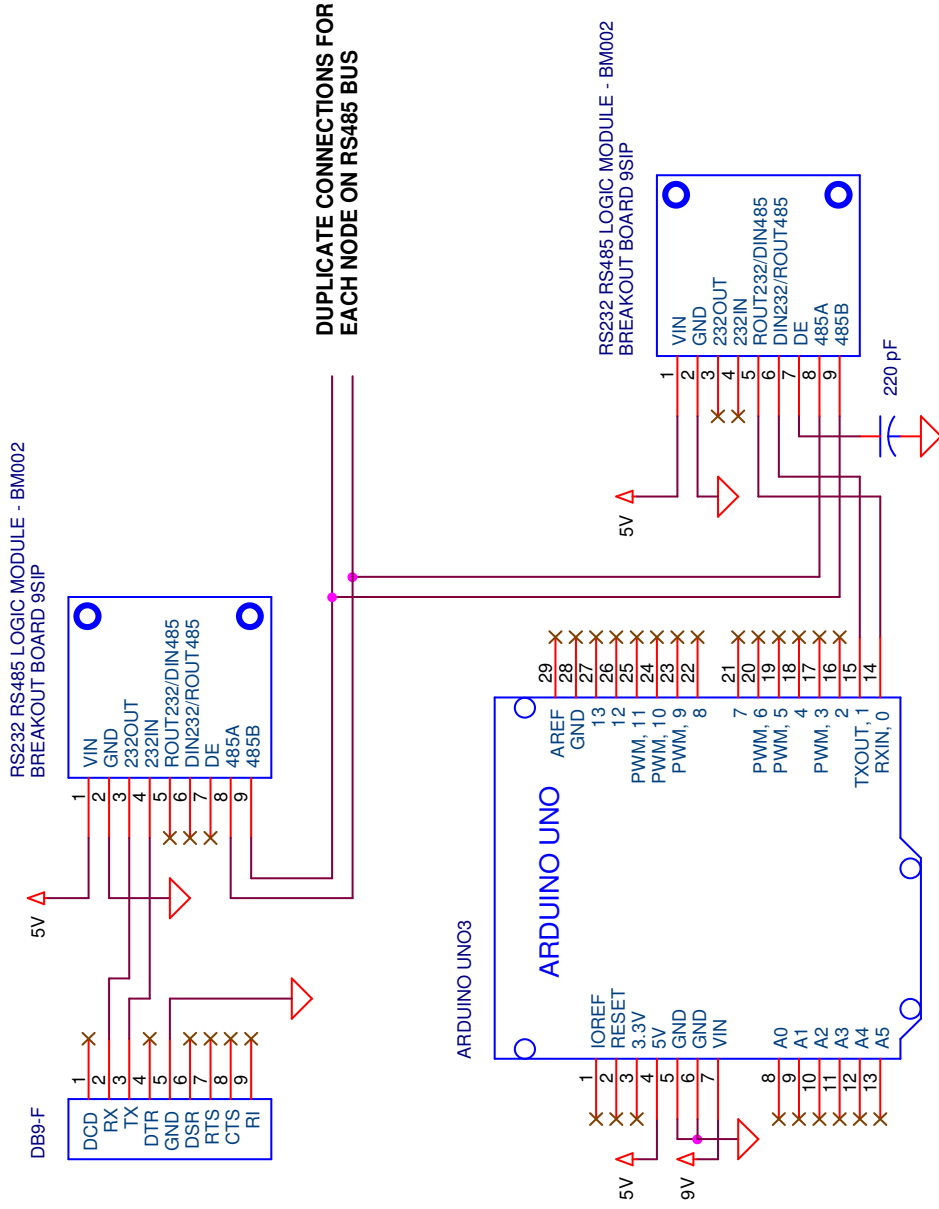 DUPLICATE CONNECTIONS FOR
EACH NODE ON RS485 BUS
RS232 RS485 LOGIC MODULE - BM002
BREAKOUT BOARD 9SIP
1
2
3
4
5
6
7
8
9
VIN
GND
232OUT
232IN
ROUT232/DIN485
DIN232/ROUT485
DE
485A
485B
5V
DB9-F
DCD
RX
TX
DTR
GND
DSR
RTS
CTS
RI
1
2
3
4
5
6
7
8
9
RS232 RS485 LOGIC MODULE - BM002
BREAKOUT BOARD 9SIP
1
2
3
4
5
6
7
8
9
VIN
GND
232OUT
232IN
ROUT232/DIN485
DIN232/ROUT485
DE
485A
485B
5V
220 pF
ARDUINO UNO3
ARDUINO UNO
IOREF
RESET
3.3V
5V
GND
GND
VIN
A0
A1
A2
A3
A4
A5
1
2
3
4
5
6
7
8
9
10
11
12
13
5V
9V
AREF
GND
13
12
PWM, 11
PWM, 10
PWM, 9
8
7
PWM, 6
PWM, 5
4
PWM, 3
2
TXOUT, 1
RXIN, 0
29
28
27
26
25
24
23
22
21
20
19
18
17
16
15
14